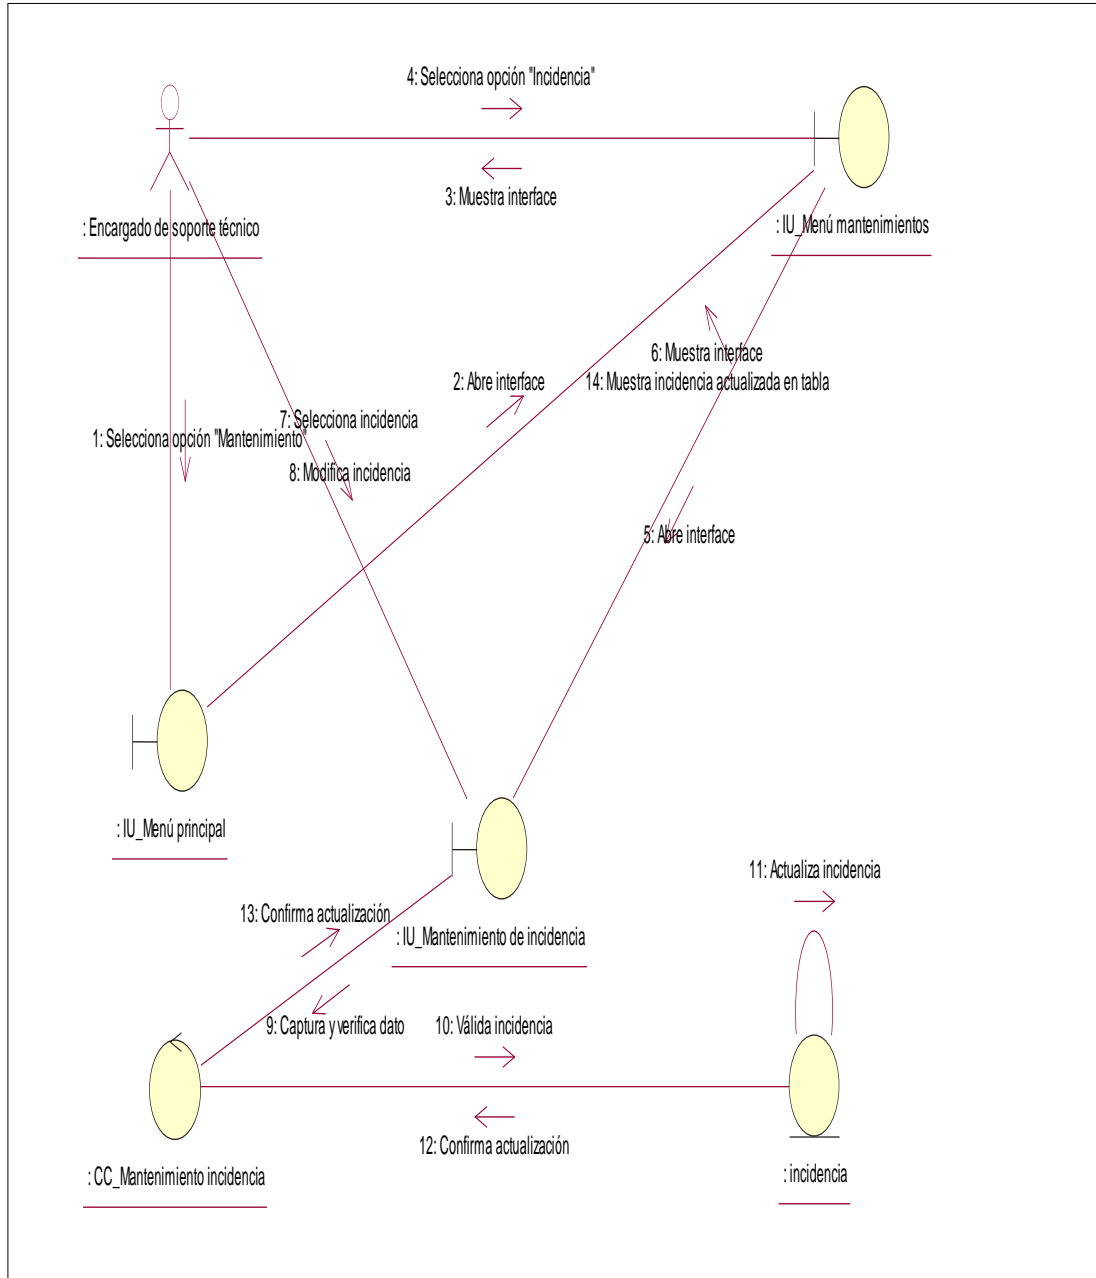 4: Selecciona opción "Incidencia"
3: Muestra interface
: Encargado de soporte técnico
: IU_Menú mantenimientos
6: Muestra interface
2: Abre interface
14: Muestra incidencia actualizada en tabla
7: Selecciona incidencia
1: Selecciona opción "Mantenimiento"
8: Modifica incidencia
5: Abre interface
: IU_Menú principal
11: Actualiza incidencia
13: Confirma actualización
: IU_Mantenimiento de incidencia
9: Captura y verifica dato
10: Válida incidencia
12: Confirma actualización
: CC_Mantenimiento incidencia
: incidencia